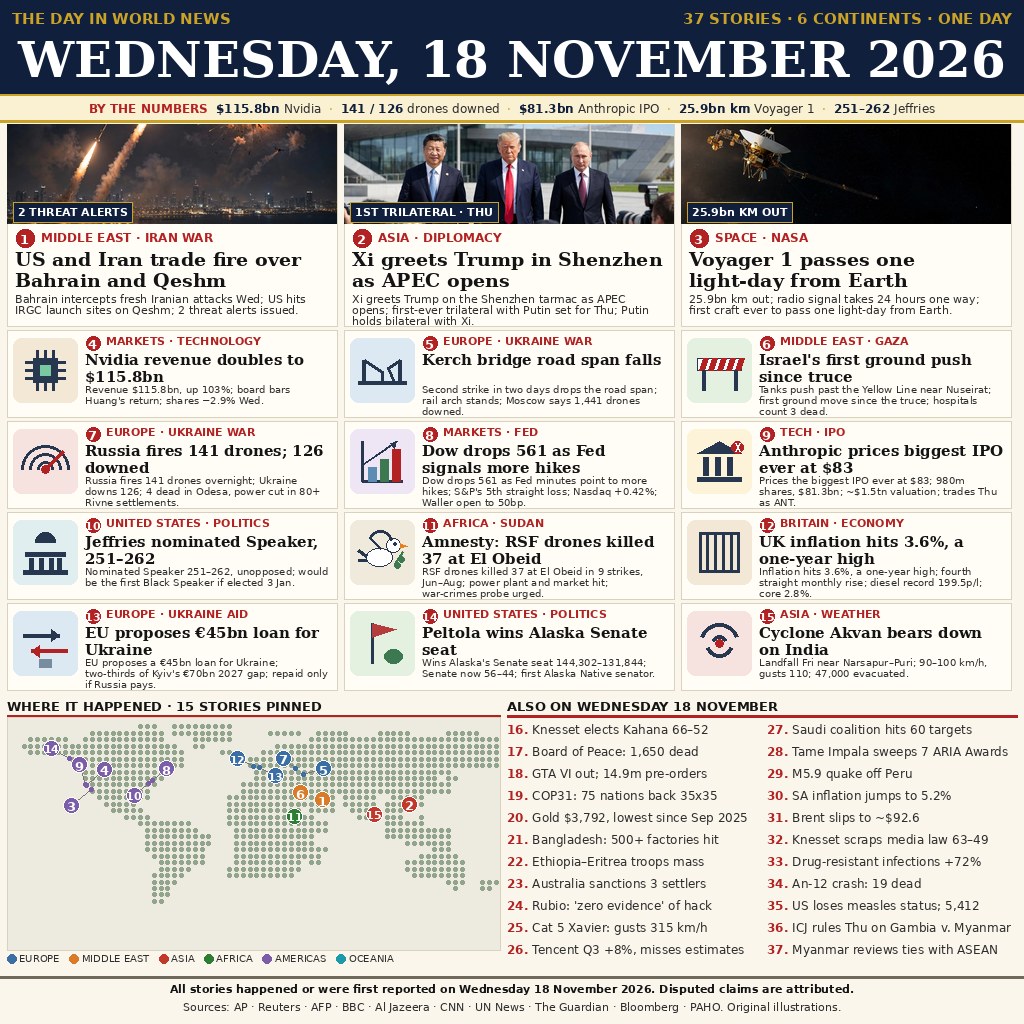 THE DAY IN WORLD NEWS
37 STORIES · 6 CONTINENTS · ONE DAY
WEDNESDAY, 18 NOVEMBER 2026
BY THE NUMBERS $115.8bn Nvidia · 141 / 126 drones downed · $81.3bn Anthropic IPO · 25.9bn km Voyager 1 · 251–262 Jeffries
2 THREAT ALERTS
1 MIDDLE EAST · IRAN WAR
US and Iran trade fire over
Bahrain and Qeshm
Bahrain intercepts fresh Iranian attacks Wed; US hits
IRGC launch sites on Qeshm; 2 threat alerts issued.
1ST TRILATERAL · THU
2 ASIA · DIPLOMACY
Xi greets Trump in Shenzhen
as APEC opens
Xi greets Trump on the Shenzhen tarmac as APEC
opens; first-ever trilateral with Putin set for Thu; Putin
holds bilateral with Xi.
25.9bn KM OUT
3 SPACE · NASA
Voyager 1 passes one
light-day from Earth
25.9bn km out; radio signal takes 24 hours one way;
first craft ever to pass one light-day from Earth.
4 MARKETS · TECHNOLOGY
Nvidia revenue doubles to
$115.8bn
Revenue $115.8bn, up 103%; board bars
Huang's return; shares −2.9% Wed.
5 EUROPE · UKRAINE WAR
Kerch bridge road span falls
Second strike in two days drops the road span;
rail arch stands; Moscow says 1,441 drones
downed.
6 MIDDLE EAST · GAZA
Israel's first ground push
since truce
Tanks push past the Yellow Line near Nuseirat;
first ground move since the truce; hospitals
count 3 dead.
7 EUROPE · UKRAINE WAR
Russia fires 141 drones; 126
downed
Russia fires 141 drones overnight; Ukraine
downs 126; 4 dead in Odesa, power cut in 80+
Rivne settlements.
8 MARKETS · FED
Dow drops 561 as Fed
signals more hikes
Dow drops 561 as Fed minutes point to more
hikes; S&P's 5th straight loss; Nasdaq +0.42%;
Waller open to 50bp.
X
9 TECH · IPO
Anthropic prices biggest IPO
ever at $83
Prices the biggest IPO ever at $83; 980m
shares, $81.3bn; ~$1.5tn valuation; trades Thu
as ANT.
10 UNITED STATES · POLITICS
Jeffries nominated Speaker,
251–262
Nominated Speaker 251–262, unopposed; would
be the first Black Speaker if elected 3 Jan.
11 AFRICA · SUDAN
Amnesty: RSF drones killed
37 at El Obeid
RSF drones killed 37 at El Obeid in 9 strikes,
Jun–Aug; power plant and market hit;
war-crimes probe urged.
12 BRITAIN · ECONOMY
UK inflation hits 3.6%, a
one-year high
Inflation hits 3.6%, a one-year high; fourth
straight monthly rise; diesel record 199.5p/l;
core 2.8%.
13 EUROPE · UKRAINE AID
EU proposes €45bn loan for
Ukraine
EU proposes a €45bn loan for Ukraine;
two-thirds of Kyiv's €70bn 2027 gap; repaid only
if Russia pays.
14 UNITED STATES · POLITICS
Peltola wins Alaska Senate
seat
Wins Alaska's Senate seat 144,302–131,844;
Senate now 56–44; first Alaska Native senator.
15 ASIA · WEATHER
Cyclone Akvan bears down
on India
Landfall Fri near Narsapur–Puri; 90–100 km/h,
gusts 110; 47,000 evacuated.
WHERE IT HAPPENED · 15 STORIES PINNED
14
9
4
8
10
3
12
7
13
5
6
1
11
15
2
EUROPE
MIDDLE EAST
ASIA
AFRICA
AMERICAS
OCEANIA
ALSO ON WEDNESDAY 18 NOVEMBER
16. Knesset elects Kahana 66–52
17. Board of Peace: 1,650 dead
18. GTA VI out; 14.9m pre-orders
19. COP31: 75 nations back 35x35
20. Gold $3,792, lowest since Sep 2025
21. Bangladesh: 500+ factories hit
22. Ethiopia–Eritrea troops mass
23. Australia sanctions 3 settlers
24. Rubio: 'zero evidence' of hack
25. Cat 5 Xavier: gusts 315 km/h
26. Tencent Q3 +8%, misses estimates
27. Saudi coalition hits 60 targets
28. Tame Impala sweeps 7 ARIA Awards
29. M5.9 quake off Peru
30. SA inflation jumps to 5.2%
31. Brent slips to ~$92.6
32. Knesset scraps media law 63–49
33. Drug-resistant infections +72%
34. An-12 crash: 19 dead
35. US loses measles status; 5,412
36. ICJ rules Thu on Gambia v. Myanmar
37. Myanmar reviews ties with ASEAN
All stories happened or were first reported on Wednesday 18 November 2026. Disputed claims are attributed.
Sources: AP · Reuters · AFP · BBC · Al Jazeera · CNN · UN News · The Guardian · Bloomberg · PAHO. Original illustrations.